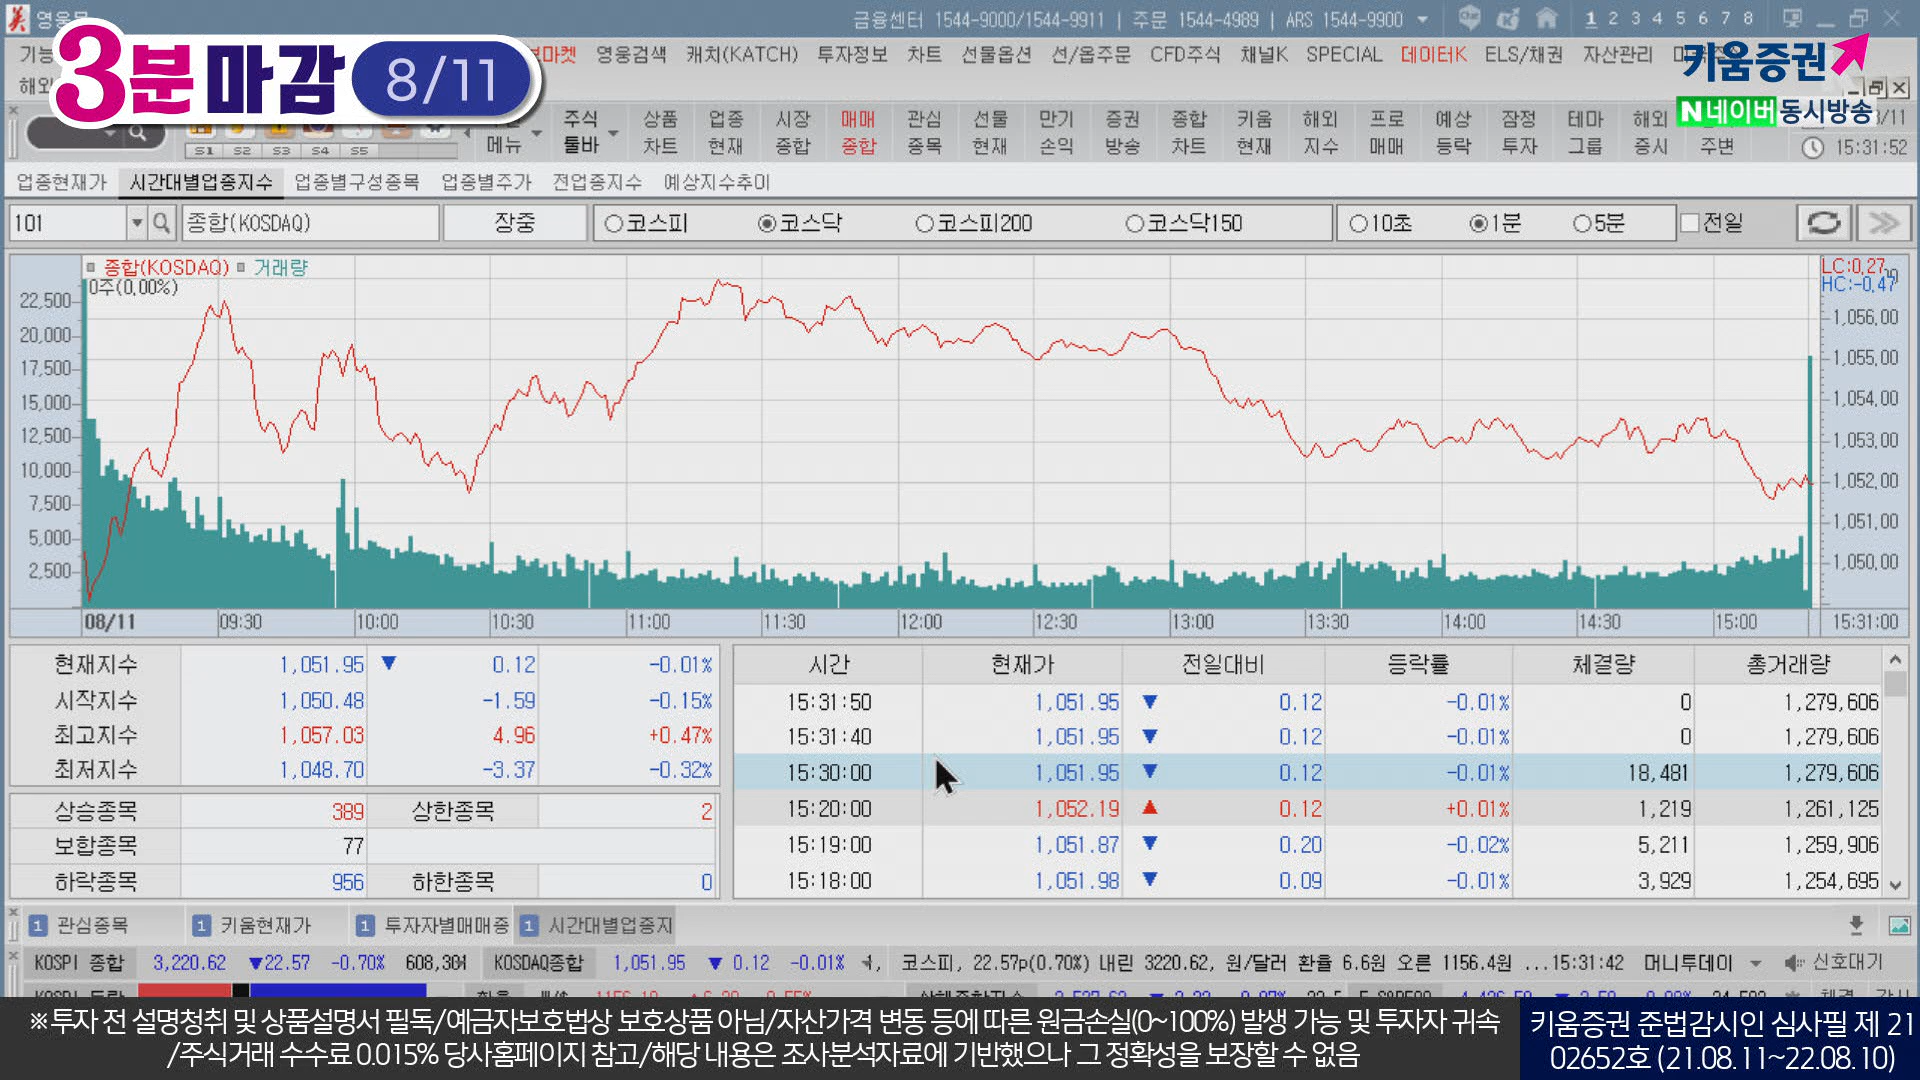 영웅문
금융센터 1544-9000/1544-9911 | 주문 1544-4989 | ARS 1544-9900
1 2 3 4 5 6 7 8
3분 마감 8/11
영웅검색 캐치(KATCH) 투자정보 차트 선물옵션 선/옵주문 CFD주식 채널K SPECIAL 데이터K ELS/채권 자산관리
키움증권
N네이버 동시방송
S1 S2 S3 S4 S5
메뉴
주식 툴바
상품 차트
업종 현재
시장 종합
매매 종합
관심 종목
선물 현재
만기 손익
증권 방송
종합 차트
키움 현재
해외 지수
프로 매매
예상 등락
잠정 투자
테마 그룹
해외 증시
주변
15:31:52
업종현재가 시간대별업종지수 업종별구성종목 업종별주가 전업종지수 예상지수추이
101 종합(KOSDAQ) 장중 코스피 코스닥 코스피200 코스닥150 10초 1분 5분 전일
종합(KOSDAQ) 거래량
0주(0.00%)
LC:0.27
HC:-0.47
22,500
20,000
17,500
15,000
12,500
10,000
7,500
5,000
2,500
1,056.00
1,055.00
1,054.00
1,053.00
1,052.00
1,051.00
1,050.00
08/11 09:30 10:00 10:30 11:00 11:30 12:00 12:30 13:00 13:30 14:00 14:30 15:00 15:31:00
현재지수 1,051.95 ▼ 0.12 -0.01%
시작지수 1,050.48 -1.59 -0.15%
최고지수 1,057.03 4.96 +0.47%
최저지수 1,048.70 -3.37 -0.32%
상승종목 389 상한종목 2
보합종목 77
하락종목 956 하한종목 0
시간 현재가 전일대비 등락률 체결량 총거래량
15:31:50 1,051.95 ▼ 0.12 -0.01% 0 1,279,606
15:31:40 1,051.95 ▼ 0.12 -0.01% 0 1,279,606
15:30:00 1,051.95 ▼ 0.12 -0.01% 18,481 1,279,606
15:20:00 1,052.19 ▲ 0.12 +0.01% 1,219 1,261,125
15:19:00 1,051.87 ▼ 0.20 -0.02% 5,211 1,259,906
15:18:00 1,051.98 ▼ 0.09 -0.01% 3,929 1,254,695
1 관심종목 1 키움현재가 1 투자자별매매종 1 시간대별업종지
KOSPI 종합 3,220.62 ▼22.57 -0.70% KOSDAQ종합 1,051.95 ▼ 0.12 -0.01% 코스피, 22.57p(0.70%) 내린 3220.62, 원/달러 환율 6.6원 오른 1156.4원 ...15:31:42 머니투데이 신호대기
※투자 전 설명청취 및 상품설명서 필독/예금자보호법상 보호상품 아님/자산가격 변동 등에 따른 원금손실(0~100%) 발생 가능 및 투자자 귀속
/주식거래 수수료 0.015% 당사홈페이지 참고/해당 내용은 조사분석자료에 기반했으나 그 정확성을 보장할 수 없음
키움증권 준법감시인 심사필 제 21
02652호 (21.08.11~22.08.10)